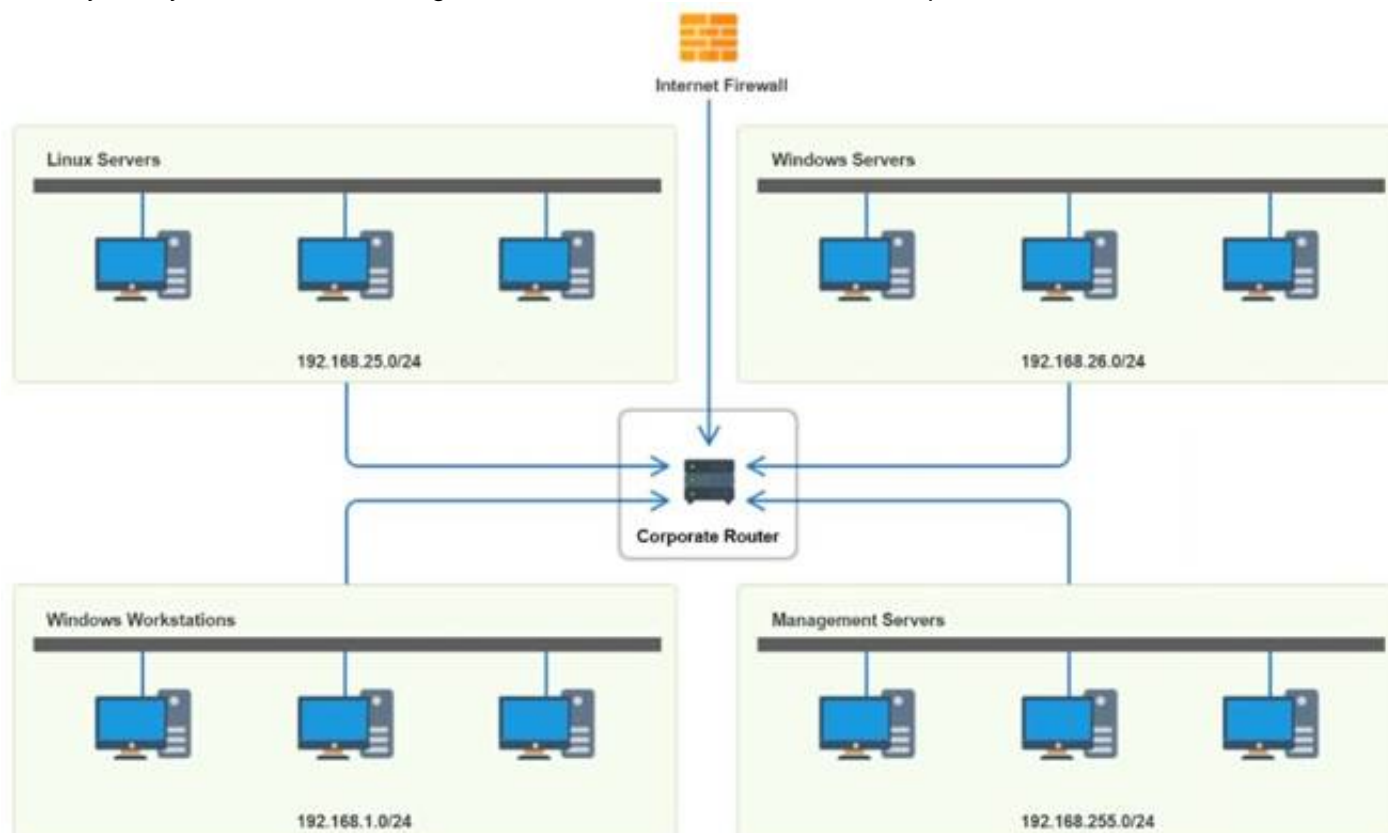 Internet Firewall
Linux Servers
Windows Servers
192.168.25.0/24
192.168.26.0/24
Corporate Router
Windows Workstations
Management Servers
192.168.1.0/24
192.168.255.0/24